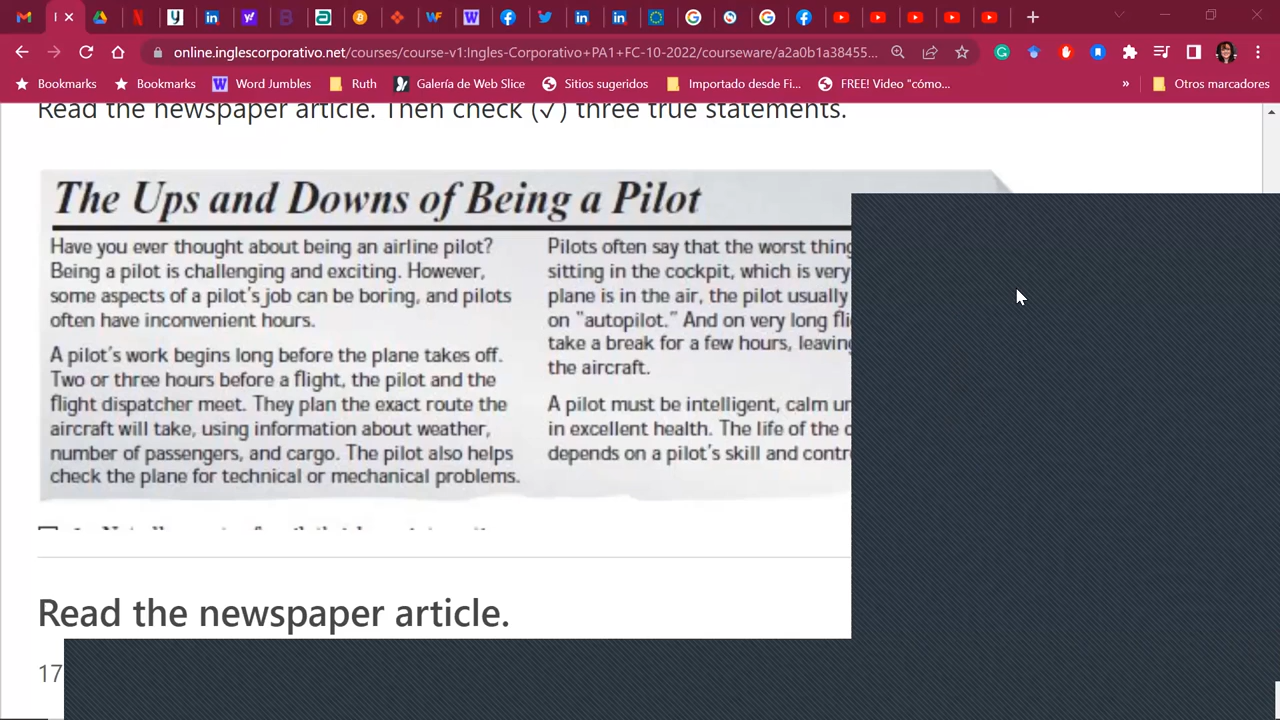 online.inglescorporativo.net/courses/course-v1:Ingles-Corporativo+PA1+FC-10-2022/courseware/a2a0b1a38455...
Bookmarks Bookmarks Word Jumbles Ruth Galería de Web Slice Sitios sugeridos Importado desde Fi... FREE! Video "cómo... » Otros marcadores
Read the newspaper article. Then check (✓) three true statements.
The Ups and Downs of Being a Pilot
Have you ever thought about being an airline pilot?
Being a pilot is challenging and exciting. However,
some aspects of a pilot's job can be boring, and pilots
often have inconvenient hours.
A pilot's work begins long before the plane takes off.
Two or three hours before a flight, the pilot and the
flight dispatcher meet. They plan the exact route the
aircraft will take, using information about weather,
number of passengers, and cargo. The pilot also helps
check the plane for technical or mechanical problems.
Pilots often say that the worst thing
sitting in the cockpit, which is very
plane is in the air, the pilot usually
on "autopilot." And on very long
take a break for a few hours,
the aircraft.
A pilot must be intelligent, calm
in excellent health. The life of the
depends on a pilot's skill and
Read the newspaper article.
17